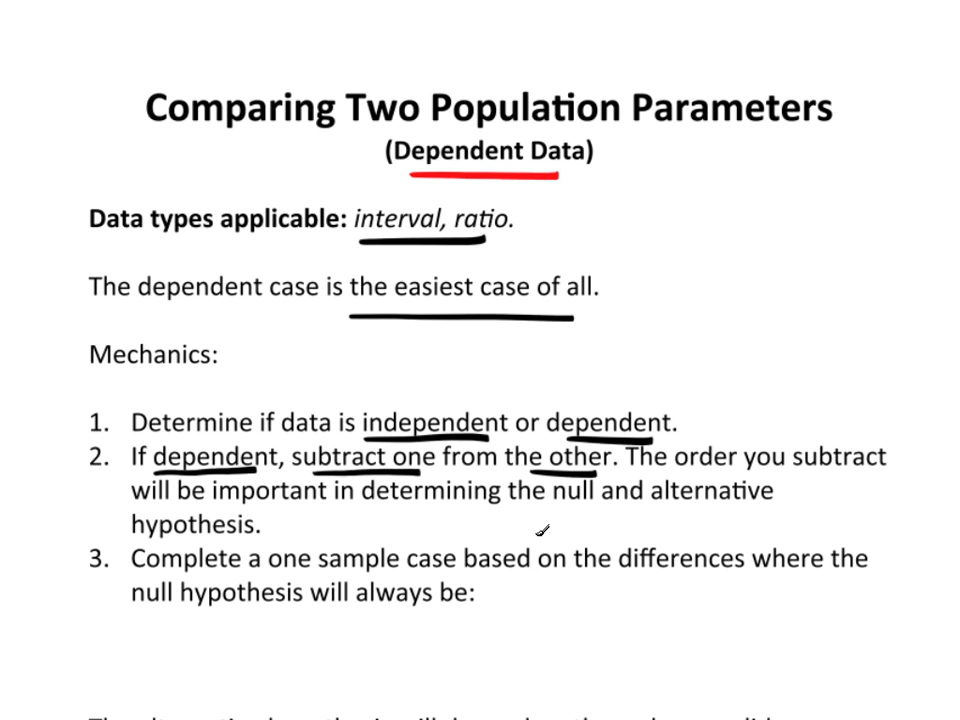 Comparing Two Population Parameters
(Dependent Data)
Data types applicable: interval, ratio.
The dependent case is the easiest case of all.
Mechanics:
1. Determine if data is independent or dependent.
2. If dependent, subtract one from the other. The order you subtract
will be important in determining the null and alternative
hypothesis.
3. Complete a one sample case based on the differences where the
null hypothesis will always be: